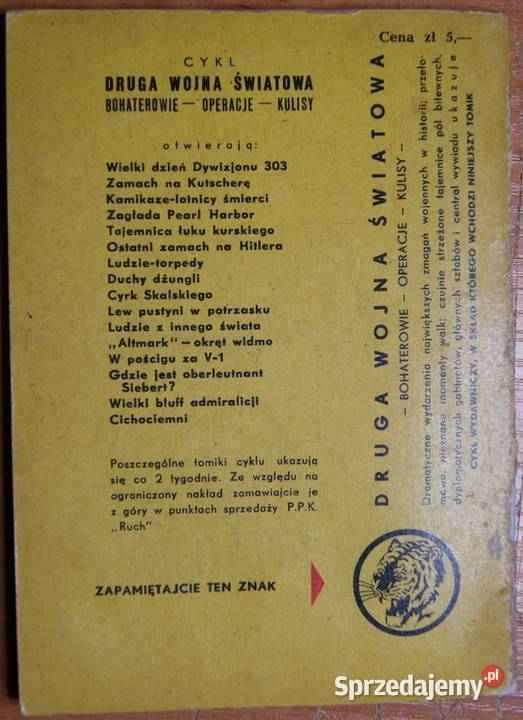 Cena zł 5,—
CYKL
DRUGA WOJNA ŚWIATOWA
BOHATEROWIE — OPERACJE — KULISY
otwierają:
Wielki dzień Dywizjonu 303
Zamach na Kutscherę
Kamikaze-lotnicy śmierci
Zagłada Pearl Harbor
Tajemnica łuku kurskiego
Ostatni zamach na Hitlera
Ludzie-torpedy
Duchy dżungli
Cyrk Skalskiego
Lew pustyni w potrzasku
Ludzie z innego świata
„Altmark” — okręt widmo
W pościgu za V-1
Gdzie jest oberleutnant
Siebert?
Wielki bluff admiralicji
Cichociemni
Poszczególne tomiki cyklu ukazują
się co 2 tygodnie. Ze względu na
ograniczony nakład zamawiajcie je
z góry w punktach sprzedaży P.P.K.
„Ruch”
ZAPAMIĘTAJCIE TEN ZNAK
DRUGA WOJNA ŚWIATOWA
— BOHATEROWIE — OPERACJE — KULISY —
Dramatyczne wydarzenia największych zmagań wojennych w historii; przeło-
mowe, nieznane momenty walk; czujnie strzeżone tajemnice pól bitewnych,
dyplomatycznych gabinetów, głównych sztabów i central wywiadu ukazuje
CYKL WYDAWNICZY, W SKŁAD KTÓREGO WCHODZI NINIEJSZY TOMIK
Sprzedajemy.pl